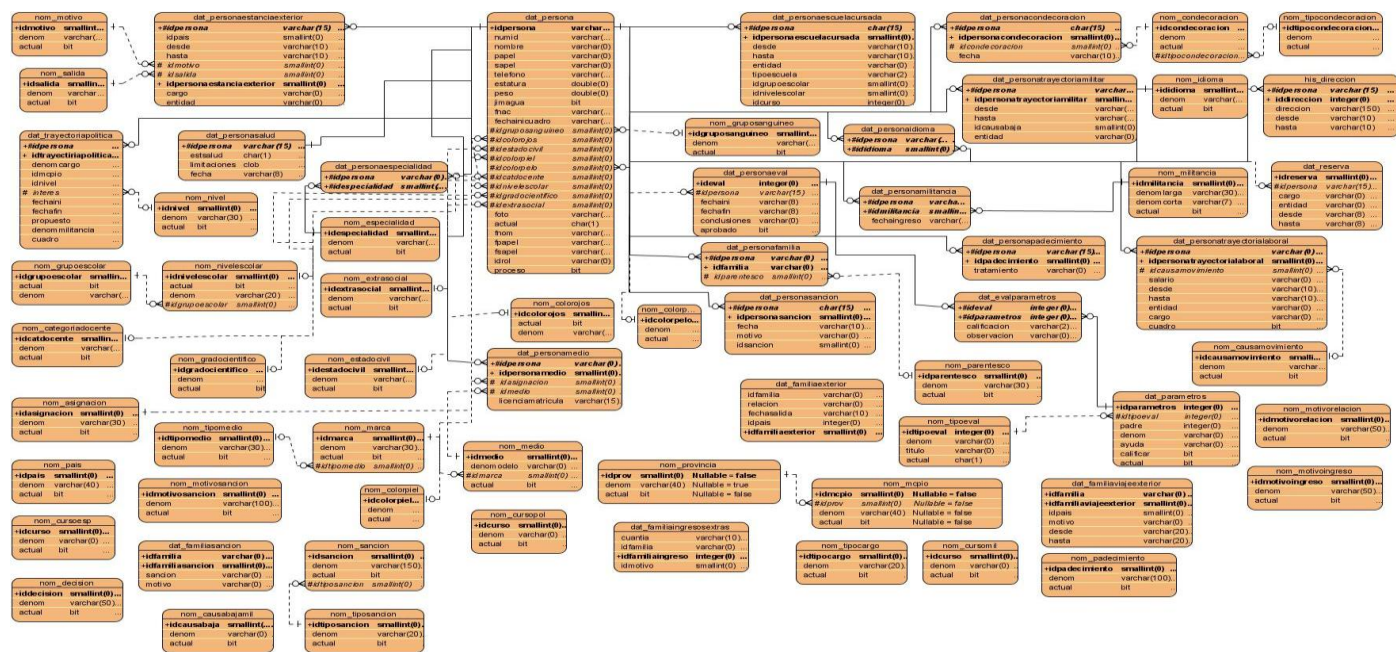 nom_motivo
+idmotivo smallint...
denom varchar(...
actual bit
nom_salida
+idsalida smallin...
denom varchar...
actual bit
dat_personaestanciaexterior
+#idpersona varchar(15) ...
idpais smallint(0)
desde varchar(10)
hasta varchar(10)
# idmotivo smallint(0)
# idsalida smallint(0)
+ idpersonaestanciaexterior smallint(0)...
cargo varchar(0)
entidad varchar(0)
dat_persona
+idpersona varchar...
numid varchar(...
nombre varchar(...
papel varchar(...
sapel varchar(...
telefono varchar(...
estatura double(0)
peso double(0)
jimagua bit
fnac varchar(...
fechainicuadro varchar(...
#idgruposanguineo smallint(0)
#idcolorojos smallint(0)
#idestadocivil smallint(0)
#idcolorpiel smallint(0)
#idcolorpelo smallint(0)
#idcatdocente smallint(0)
#idnivelescolar smallint(0)
#idgradocientifico smallint(0)
#idextrasocial smallint(0)
foto varchar(...
actual char(1)
fnom varchar(...
fpapel varchar(...
fsapel varchar(...
idrol varchar(0)
proceso bit
dat_personaescuelacursada
+#idpersona char(15) ...
+ idpersonaescuelacursada smallint(0)...
desde varchar(10)
hasta varchar(10)
entidad varchar(0)
tipoescuela varchar(2)
idgrupoescolar smallint(0)
idnivelescolar smallint(0)
idcurso integer(0)
dat_personacondecoracion
+#idpersona char(15) ...
+ idpersonacondecoracion smallint(0)...
# idcondecoracion smallint(0)
fecha varchar(10)
nom_condecoracion
+idcondecoracion ...
denom ...
actual ...
#idtipocondecoracion ...
nom_tipocondecoracion
+idtipocondecoracion...
denom ...
actual ...
dat_personatrayectoriamilitar
+#idpersona varchar...
+ idpersonatrayectoriamilitar smallin...
desde varchar(...
hasta varchar(...
idcausabaja smallint(0)
entidad varchar(0)
nom_idioma
+ididioma smallint(0)...
denom varchar(...
actual bit
his_direccion
+#idpersona varchar(15) ...
+ iddireccion integer(0) ...
direccion varchar(150)
desde varchar(10)
hasta varchar(10)
dat_trayectoriapolitica
+#idpersona ...
+ idtrayectiriapolitica...
denomcargo ...
idmcpio ...
idnivel ...
# interes ...
fechaini ...
fechafin ...
propuesto ...
denommilitancia ...
cuadro ...
dat_personasalud
+#idpersona varchar(15) ...
estsalud char(1)
limitaciones clob
fecha varchar(8)
dat_personaespecialidad
+#idpersona varchar(0)...
+#idespecialidad smallint(...
nom_gruposanguineo
+idgruposanguineo smallint...
denom varchar(...
actual bit
dat_personaidioma
+#idpersona varchar(0)...
+#ididioma smallint(0)
dat_personaeval
+ideval integer(0) ...
#idpersona varchar(15)
fechaini varchar(8)
fechafin varchar(8)
conclusiones varchar(0)
aprobado bit
dat_personamilitancia
+#idpersona varcha...
+#idmilitancia smallin...
fechaingreso varchar(...
nom_militancia
+idmilitancia smallint(0)...
denomlarga varchar(30)...
denomcorta varchar(7)
actual bit
dat_reserva
+idreserva smallint(0) ...
#idpersona varchar(15)
cargo varchar(0)
entidad varchar(0)
desde varchar(8)
hasta varchar(8)
nom_nivel
+idnivel smallint(0) ...
denom varchar(30)
actual bit
nom_especialidad
+idespecialidad smallint...
denom varchar(...
actual bit
dat_personafamilia
+#idpersona varchar(0) ...
+ idfamilia varchar(0)
# idparentesco smallint(0)
dat_personapadecimiento
+#idpersona varchar(15)...
+ idpadecimiento smallint(0)
tratamiento varchar(0)
dat_personatrayectorialaboral
+#idpersona varchar(0) ...
+ idpersonatrayectorialaboral smallint(0)...
# idcausamovimiento smallint(0)
salario varchar(0)
desde varchar(10)
hasta varchar(10)
entidad varchar(0)
cargo varchar(0)
cuadro bit
nom_grupoescolar
+idgrupoescolar smallin...
actual bit
denom varchar(...
nom_nivelescolar
+idnivelescolar smallint(0) ...
actual bit
denom varchar(20)
#idgrupoescolar smallint(0)
nom_extrasocial
+idextrasocial smallint...
denom varchar(...
actual bit
nom_colorojos
+idcolorojos smallin...
actual bit
denom varchar(...
nom_colorp...
+idcolorpelo...
denom ...
actual ...
dat_personasancion
+#idpersona char(15) ...
+ idpersonasancion smallint(0)...
fecha varchar(10)
motivo varchar(0)
idsancion smallint(0)
dat_evalparametros
+#ideval integer(0)...
+#idparametros integer(0)...
calificacion varchar(2)
observacion varchar(0)
nom_categoriadocente
+idcatdocente smallin...
denom varchar(...
actual bit
nom_gradocientifico
+idgradocientifico smallint...
denom varchar(...
actual bit
nom_estadocivil
+idestadocivil smallint...
denom varchar(...
actual bit
dat_personamedio
+#idpersona varchar(0) ...
+ idpersonamedio smallint(0)
# idasignacion smallint(0)
# idmedio smallint(0)
licenciamatricula varchar(15)
nom_causamovimiento
+idcausamovimiento smalli...
denom varchar(...
actual bit
nom_parentesco
+idparentesco smallint(0) ...
denom varchar(30)
actual bit
dat_familiaexterior
idfamilia varchar(0)
relacion varchar(0)
fechasalida varchar(10)
idpais integer(0)
+idfamiliaexterior smallint(0)...
dat_parametros
+idparametros integer(0) ...
#idtipoeval integer(0)
padre integer(0)
denom varchar(0)
ayuda varchar(0)
calificar bit
actual bit
nom_motivorelacion
+idmotivorelacion smallint(0)...
denom varchar(50)
actual bit
nom_asignacion
+idasignacion smallint(0) ...
denom varchar(30)
actual bit
nom_tipomedio
+idtipomedio smallint(0)...
denom varchar(30)...
actual bit
nom_marca
+idmarca smallint(0) ...
denom varchar(30)
actual bit
#idtipomedio smallint(0)
nom_medio
+idmedio smallint(0) ...
denomodelo varchar(0)
#idmarca smallint(0)
nom_tipoeval
+idtipoeval integer(0) ...
titulo varchar(0)
actual char(1)
nom_pais
+idpais smallint(0) ...
denom varchar(40)
actual bit
nom_motivosancion
+idmotivosancion smallint(0)...
denom varchar(100)
actual bit
nom_colorpiel
+idcolorpiel...
denom ...
actual ...
nom_provincia
+idprov smallint(0) Nullable = false
denom varchar(40) Nullable = true
actual bit Nullable = false
nom_mcpio
+idmcpio smallint(0) Nullable = false
#idprov smallint(0) Nullable = false
denom varchar(40) Nullable = false
actual bit Nullable = false
dat_familiaviajeexterior
+idfamilia varchar(0) ...
+idfamiliaviajeexterior smallint(0)...
idpais smallint(0)
motivo varchar(0)
desde varchar(20)
hasta varchar(20)
nom_motivoingreso
+idmotivoingreso smallint(0)...
denom varchar(50)
actual bit
nom_cursoesp
+idcurso smallint(0) ...
denom varchar(0)
actual bit
nom_cursopol
+idcurso smallint(0)...
denom varchar(0)
actual bit
dat_familiasancion
+idfamilia varchar(0) ...
+idfamiliasancion smallint(0)...
sancion varchar(0)
motivo varchar(0)
nom_sancion
+idsancion smallint(0) ...
denom varchar(150)
actual bit
#idtiposancion smallint(0)
dat_familiaingresosextras
cuantia varchar(10)
idfamilia varchar(0)
+idfamiliaingreso integer(0) ...
idmotivo smallint(0)
nom_tipocargo
+idtipocargo smallint(0)...
denom varchar(20)
actual bit
nom_cursomil
+idcurso smallint(0)...
denom varchar(0)
actual bit
nom_padecimiento
+idpadecimiento smallint(0)...
denom varchar(100)
actual bit
nom_decision
+iddecision smallint(0)...
denom varchar(50)
actual bit
nom_causabajamil
+idcausabaja smallint(...
denom varchar(0)
actual bit
nom_tiposancion
+idtiposancion smallint(0) ...
denom varchar(20)
actual bit